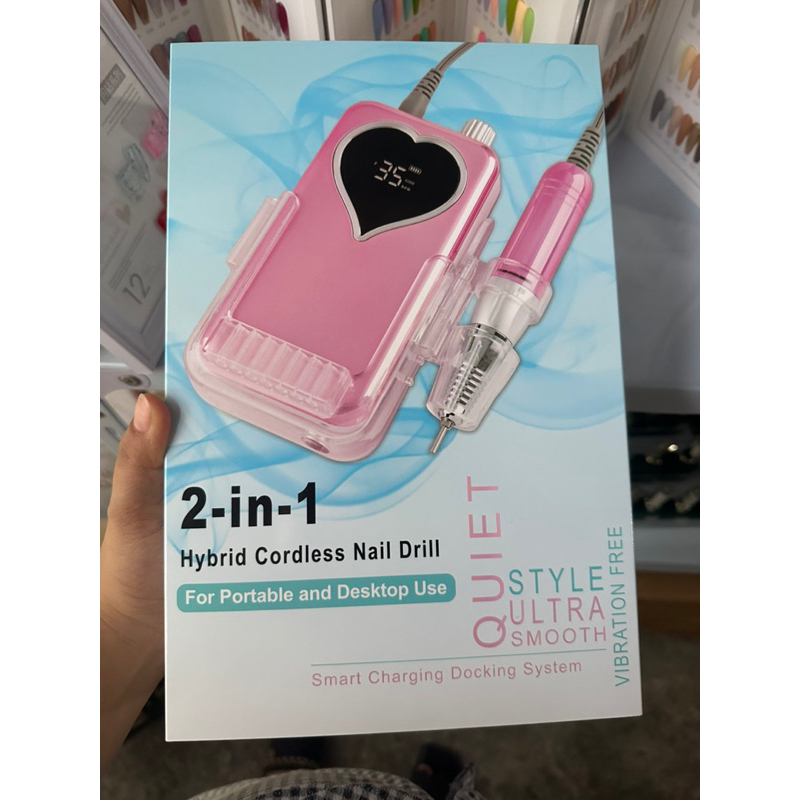 35
2-in-1
Hybrid Cordless Nail Drill
For Portable and Desktop Use
QUIET
STYLE
ULTRA
SMOOTH
VIBRATION FREE
Smart Charging Docking System
12